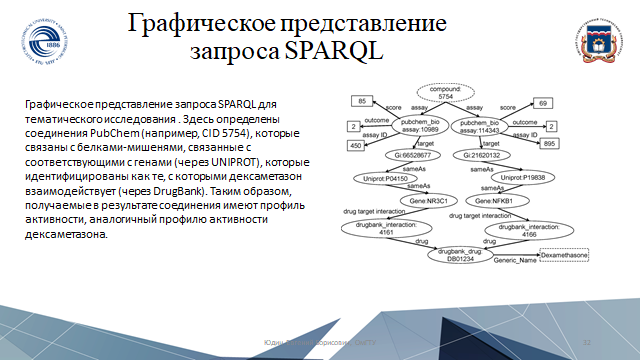 Графическое представление
запроса SPARQL
Графическое представление запроса SPARQL для
тематического исследования . Здесь определены
соединения PubChem (например, CID 5754), которые
связаны с белками-мишенями, связанные с
соответствующими с генами (через UNIPROT), которые
идентифицированы как те, с которыми дексаметазон
взаимодействует (через DrugBank). Таким образом,
получаемые в результате соединения имеют профиль
активности, аналогичный профилю активности
дексаметазона.
compound:
5754
85
score
assay
assay
score
69
outcome
2
assay ID
450
pubchem_bio
assay:10989
pubchem_bio
assay:114343
outcome
2
assay ID
895
target
target
Gi:66528677
Gi:21620132
sameAs
sameAs
Uniprot:P04150
Uniprot:P19838
sameAs
sameAs
Gene:NR3C1
Gene:NFKB1
drug target interaction
drug target interaction
drugbank_interaction:
4161
drugbank_interaction:
4166
drug
drug
drugbank_drug:
DB01234
Generic_Name
Dexamethasone
1886
32